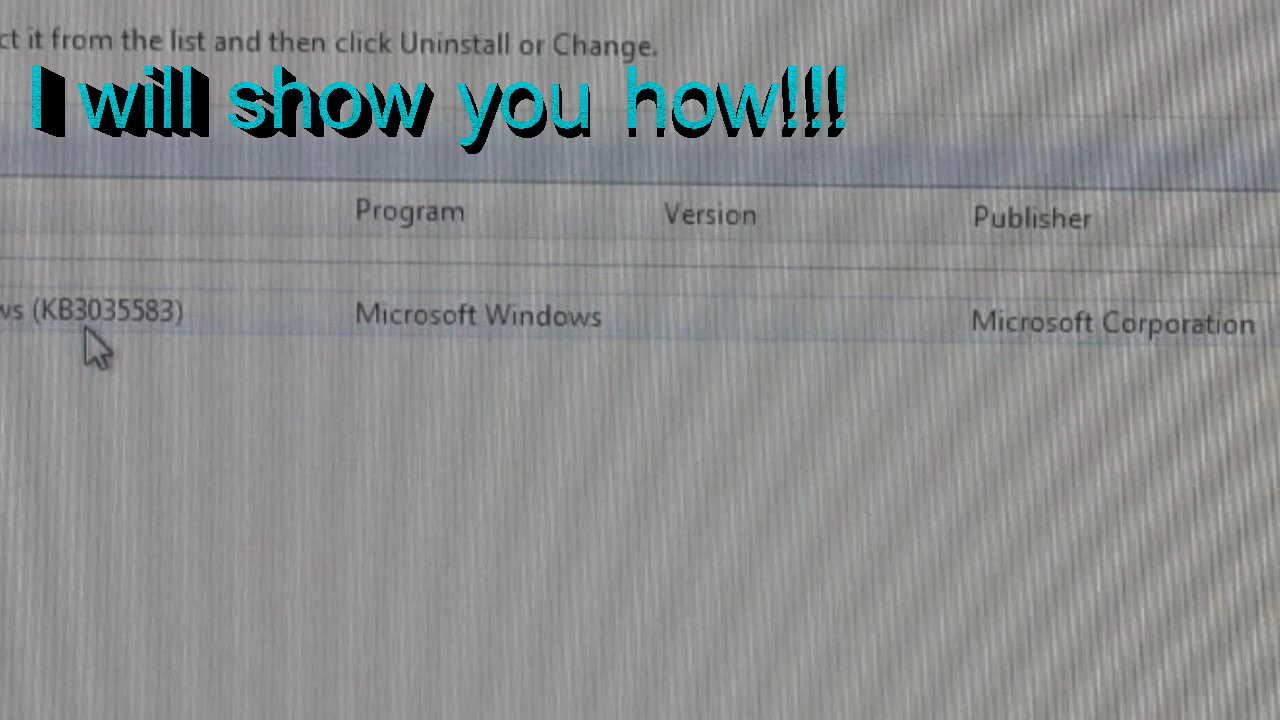 ct it from the list and then click Uninstall or Change.
I will show you how!!!
Program Version Publisher
ws (KB3035583) Microsoft Windows Microsoft Corporation